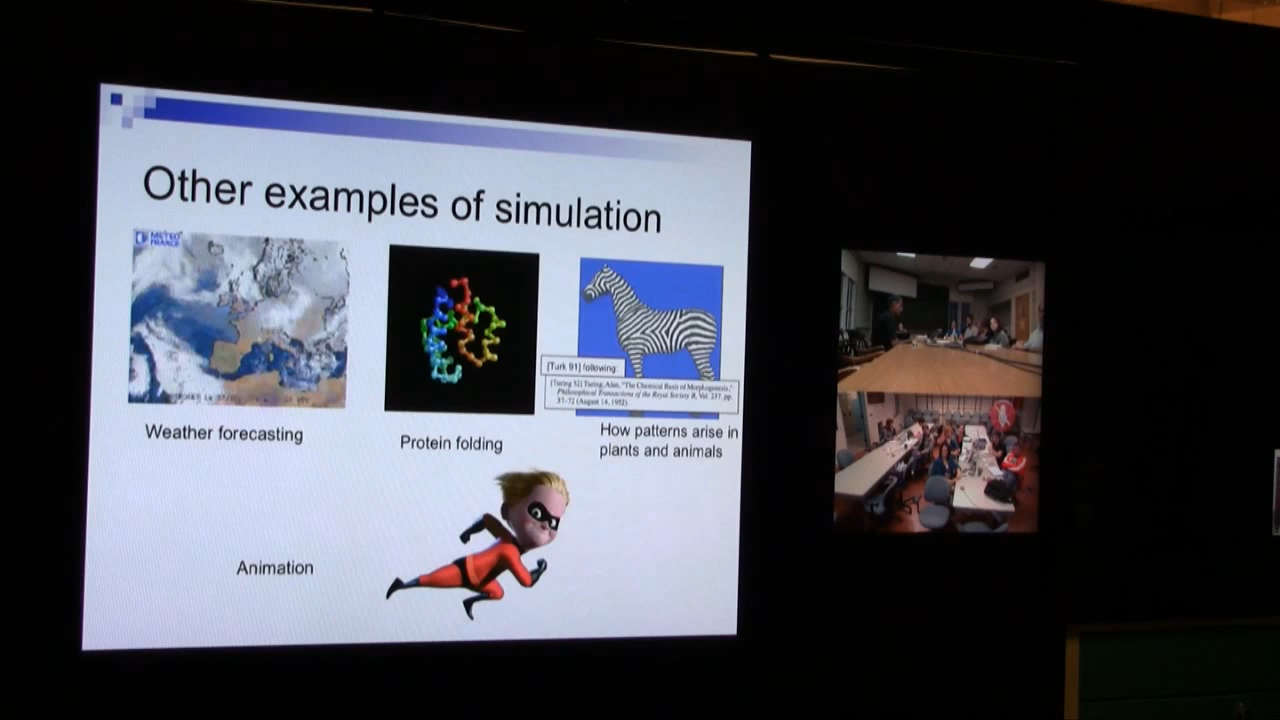 Other examples of simulation
METEO
FRANCE
[Turk 91] following:
[Turing 52] Turing, Alan, "The Chemical Basis of Morphogenesis,"
Philosophical Transactions of the Royal Society B, Vol. 237, pp.
37-72 (August 14, 1952).
Weather forecasting
Protein folding
How patterns arise in
plants and animals
Animation